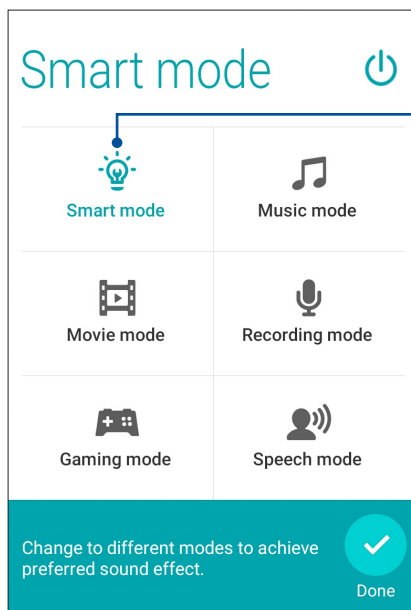 Smart mode
Smart mode
Music mode
Movie mode
Recording mode
Gaming mode
Speech mode
Change to different modes to achieve
preferred sound effect.
Done